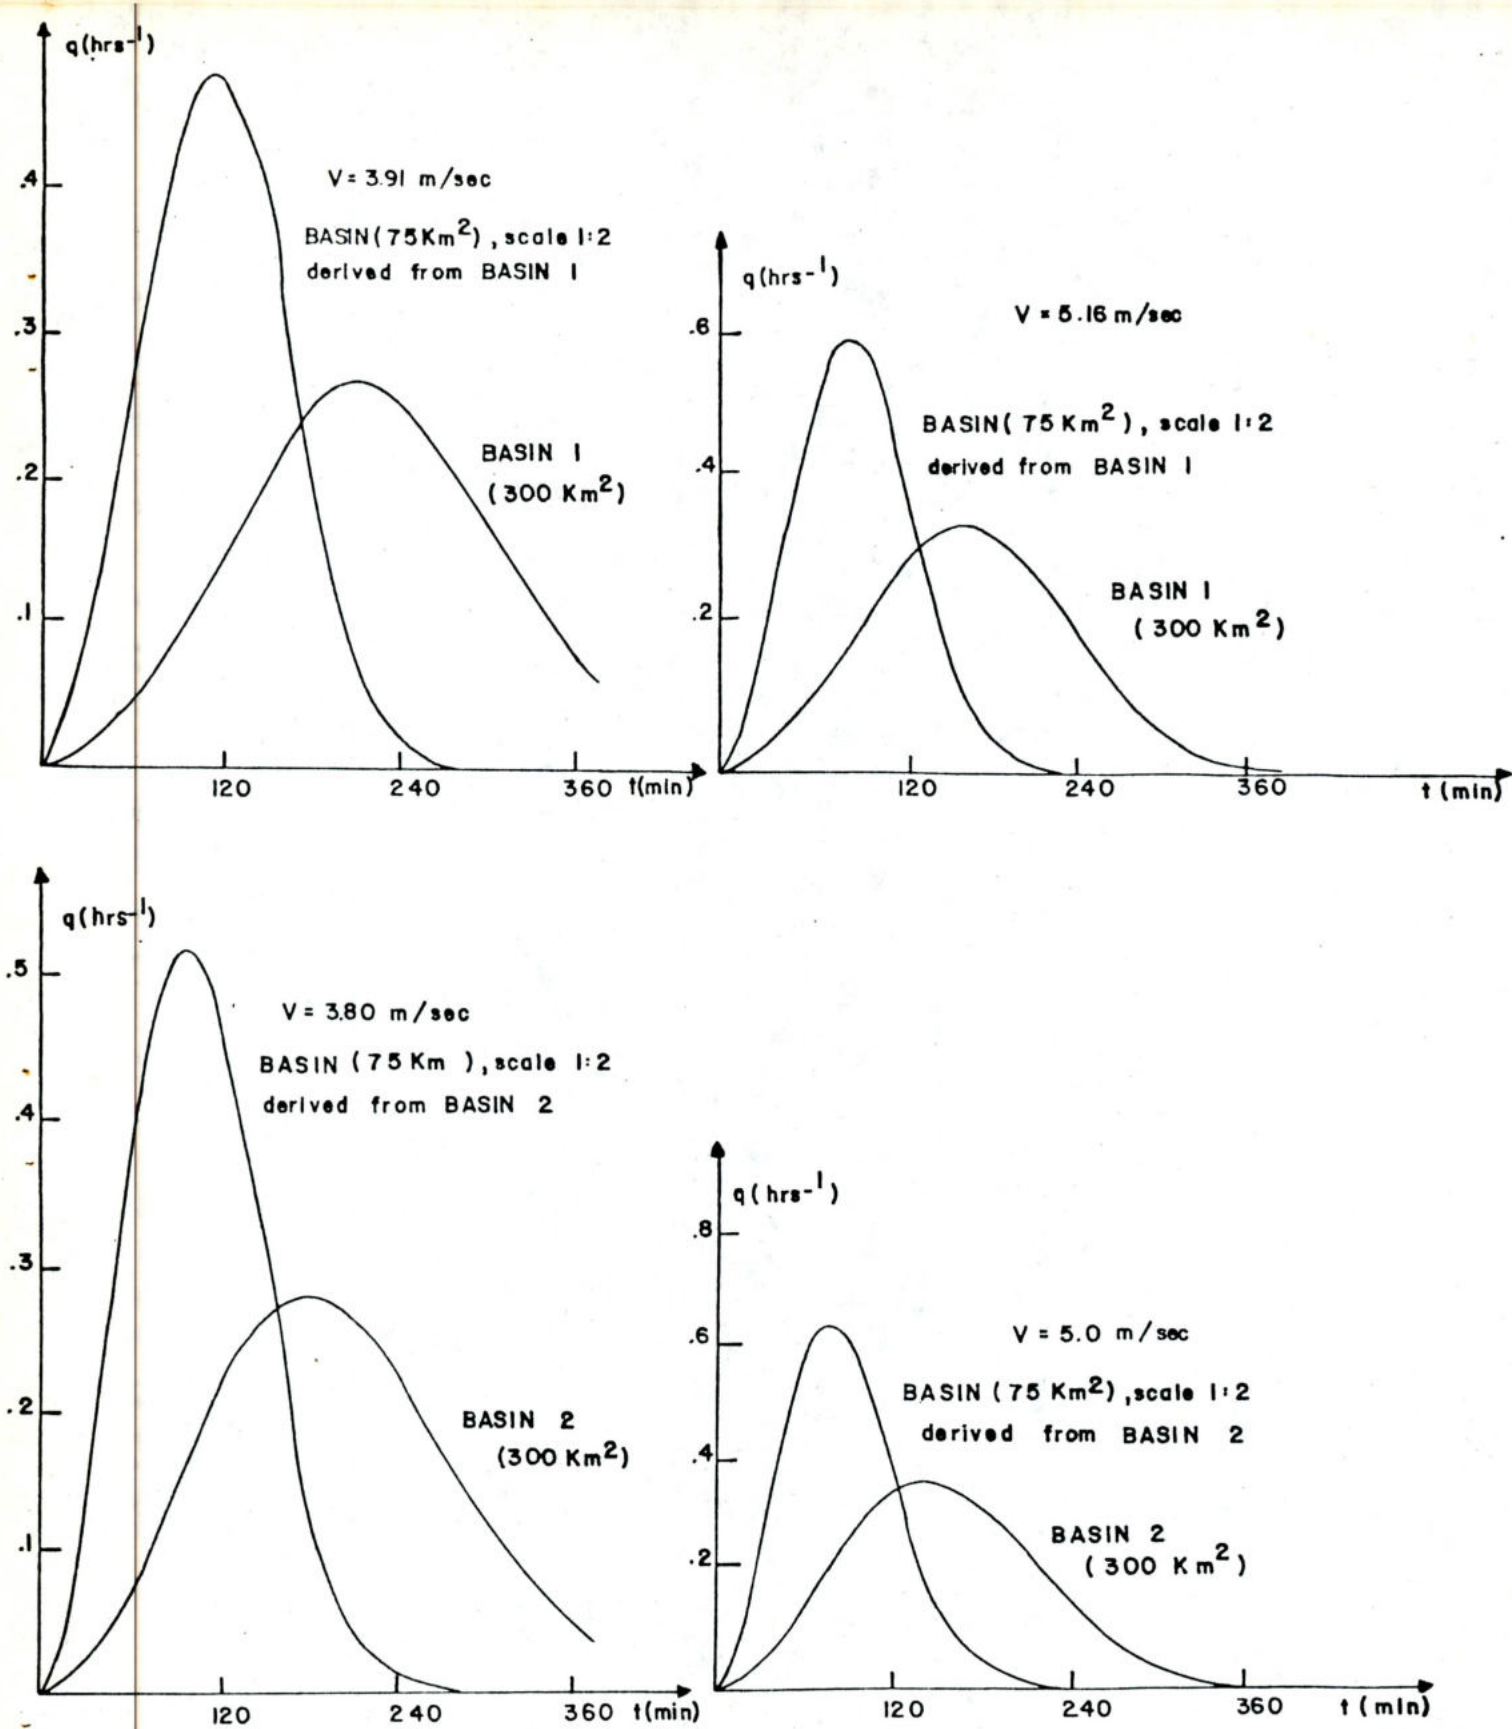 q(hrs-1)
.4
.3
.2
.1
V= 3.91 m/sec
BASIN(75Km2), scale 1:2
derived from BASIN 1
BASIN 1
(300 Km2)
120 240 360 t(min)
q(hrs-1)
.6
.4
.2
V = 5.16 m/sec
BASIN(75 Km2), scale 1:2
derived from BASIN 1
BASIN 1
(300 Km2)
120 240 360 t(min)
q(hrs-1)
.5
.4
.3
.2
.1
V= 3.80 m/sec
BASIN (75 Km ), scale 1:2
derived from BASIN 2
BASIN 2
(300 Km2)
120 240 360 t(min)
q(hrs-1)
.8
.6
.4
.2
V = 5.0 m/sec
BASIN (75 Km2), scale 1:2
derived from BASIN 2
BASIN 2
(300 Km2)
120 240 360 t(min)